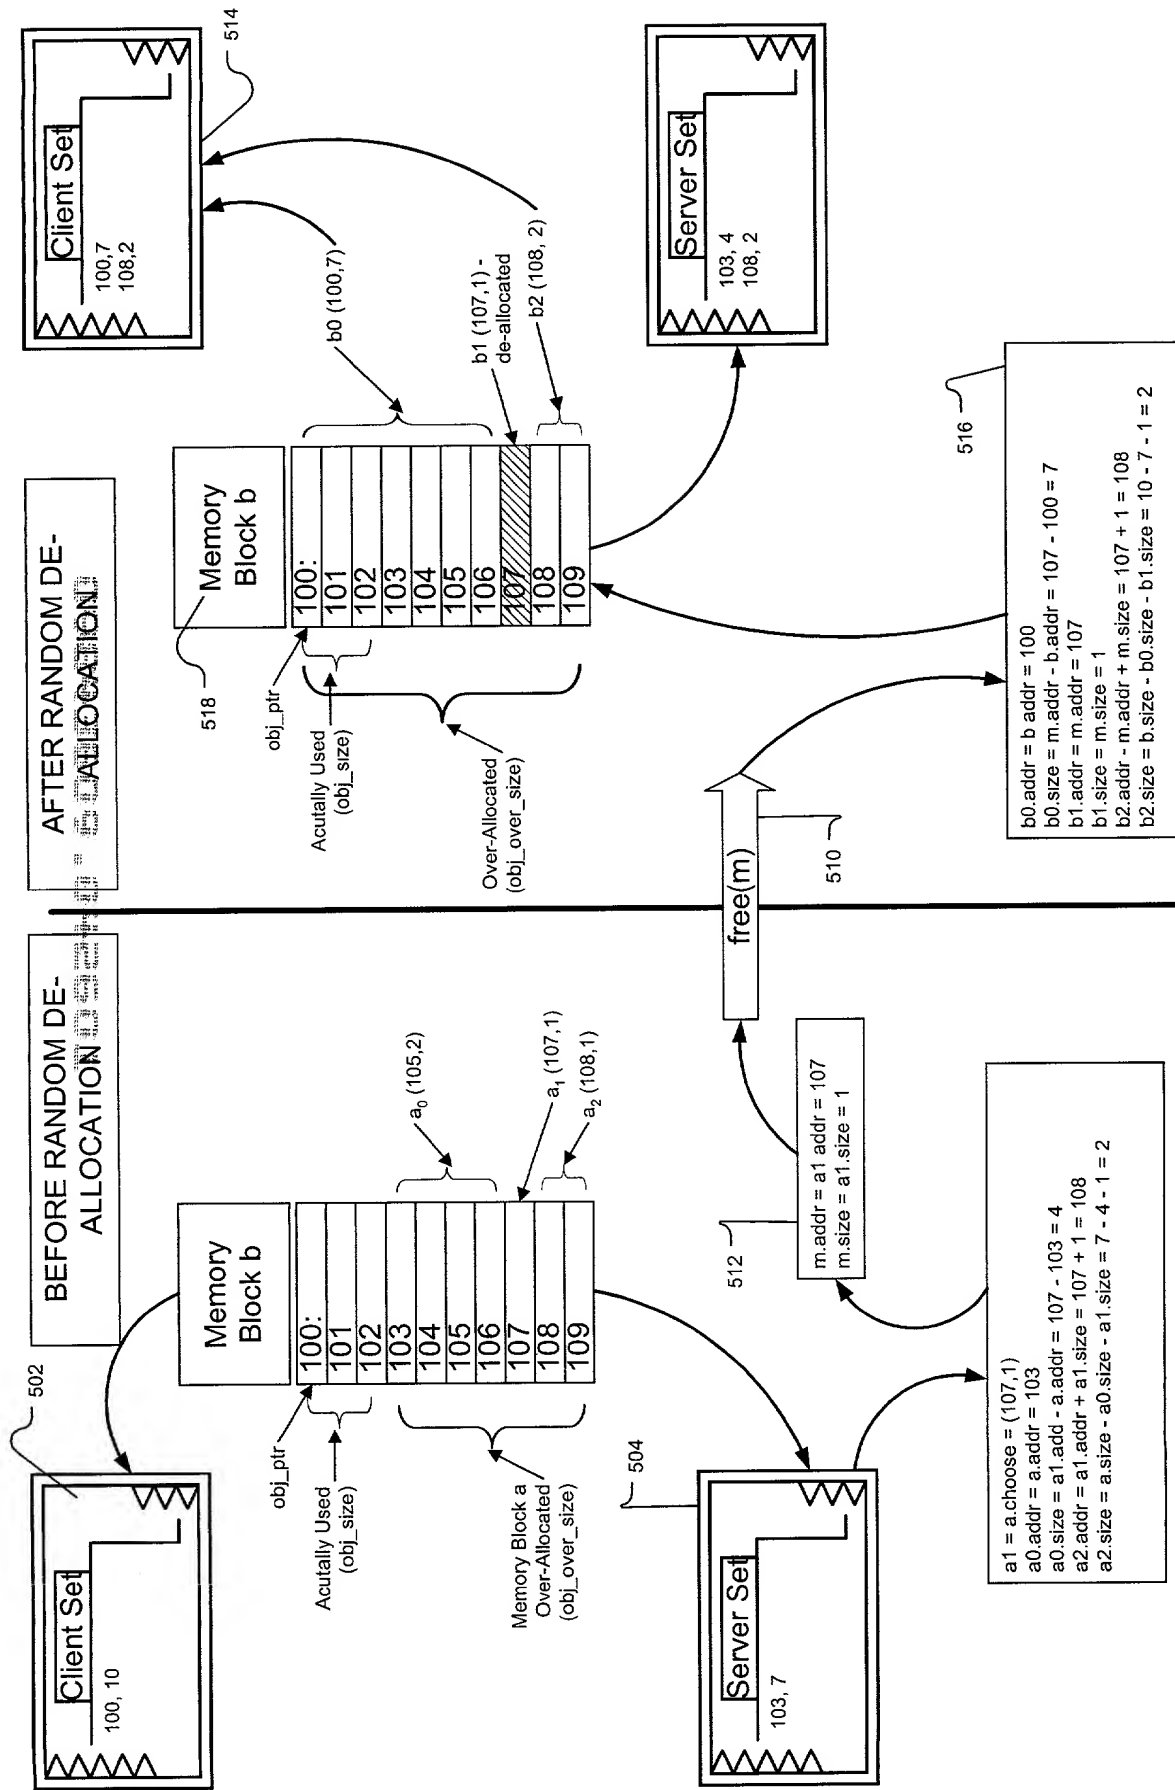 BEFORE RANDOM DE-
ALLOCATION
502
Client Set
100, 10
Memory
Block b
obj_ptr
100:
101
102
103
104
105
106
107
108
109
Acutally Used
(obj_size)
Memory Block a
Over-Allocated
(obj_over_size)
a0 (105,2)
a1 (107,1)
a2 (108,1)
504
Server Set
103, 7
a1 = a.choose = (107,1)
a0.addr = a.addr = 103
a0.size = a1.add - a.addr = 107 - 103 = 4
a2.addr = a1.addr + a1.size = 107 + 1 = 108
a2.size = a.size - a0.size - a1.size = 7 - 4 - 1 = 2
512
m.addr = a1 addr = 107
m.size = a1.size = 1
free(m)
510
AFTER RANDOM DE-
ALLOCATION
518
Memory
Block b
obj_ptr
100:
101
102
103
104
105
106
107
108
109
Acutally Used
(obj_size)
Over-Allocated
(obj_over_size)
b0 (100,7)
b1 (107,1) -
de-allocated
b2 (108, 2)
Client Set
100,7
108,2
514
Server Set
103, 4
108, 2
516
b0.addr = b addr = 100
b0.size = m.addr - b.addr = 107 - 100 = 7
b1.addr = m.addr = 107
b1.size = m.size = 1
b2.addr - m.addr + m.size = 107 + 1 = 108
b2.size = b.size - b0.size - b1.size = 10 - 7 - 1 = 2